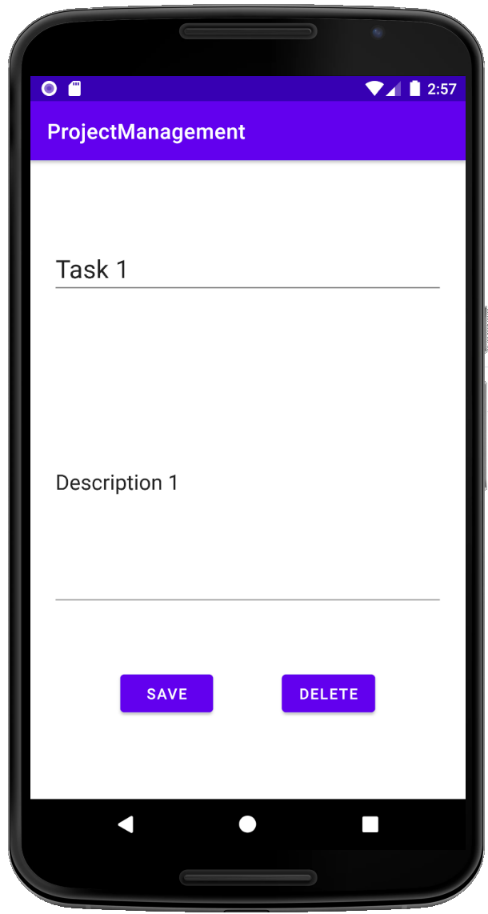 2:57
ProjectManagement
Task 1
Description 1
SAVE DELETE